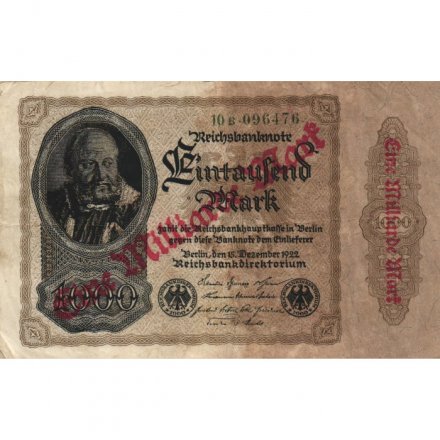 10B·096476
Reichsbanknote
Eintausend
Mark
zahlt die Reichsbankhauptkasse in Berlin
gegen diese Banknote dem Einlieferer
Berlin, den 15. Dezember 1922
Reichsbankdirektorium
1000
Eine Milliarde Mark
Eine Milliarde Mark